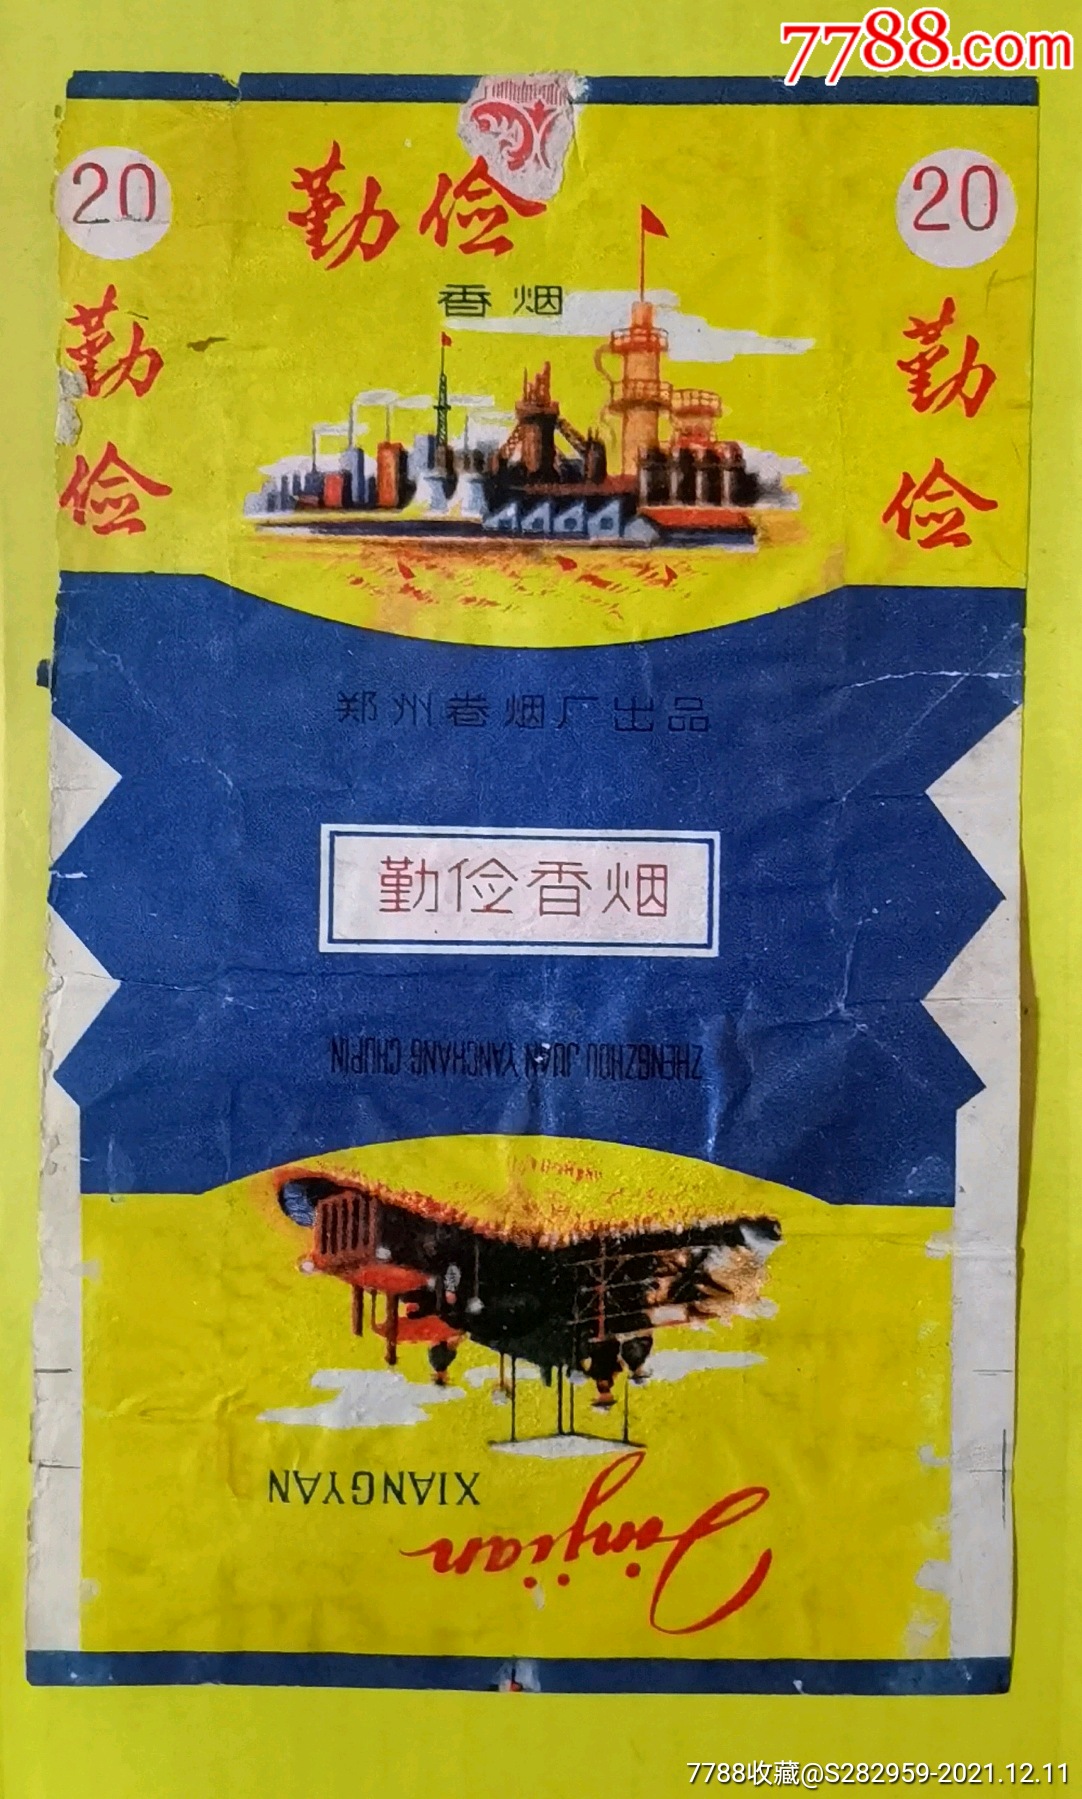 7788.com
20
20
勤俭
香烟
勤俭
勤俭
郑州卷烟厂出品
勤俭香烟
ZHENGZHOU JUAN YANCHANG CHUPIN
Qinjian
XIANGYAN
7788收藏@S282959-2021.12.11